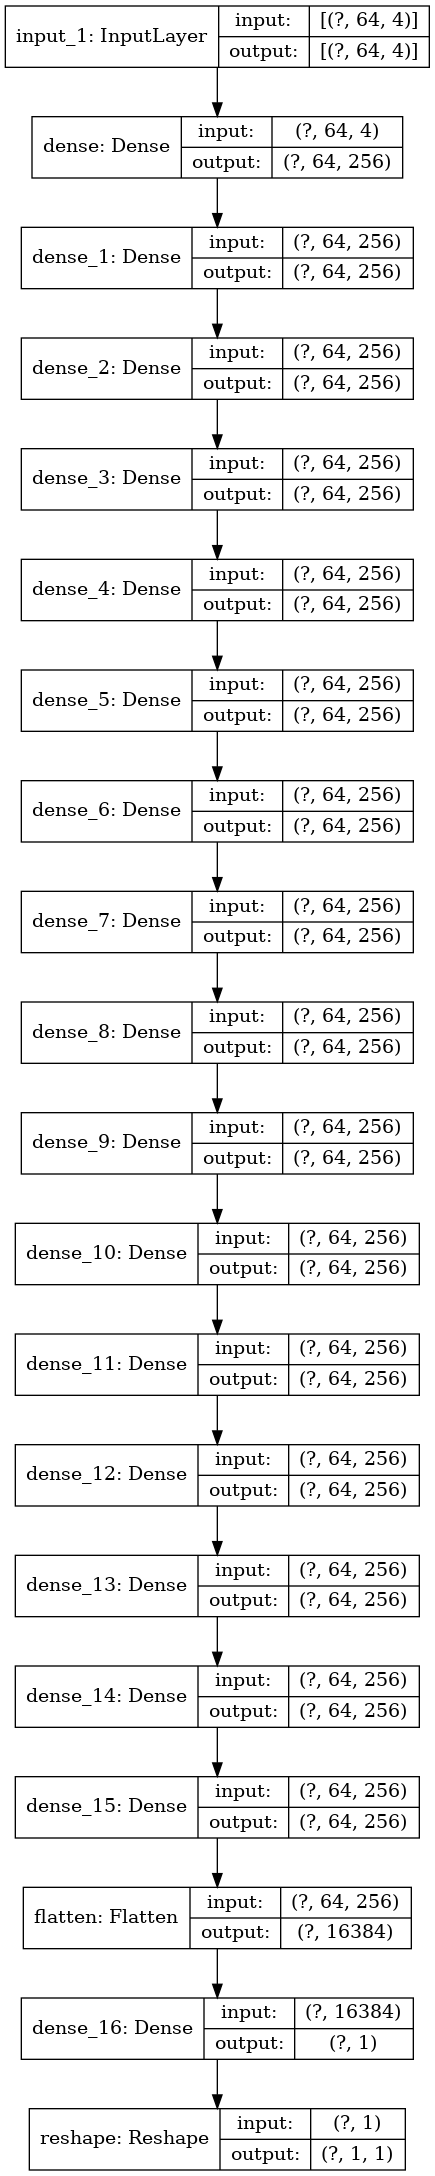 input_1: InputLayer
input:
[(?, 64, 4)]
output:
[(?, 64, 4)]
dense: Dense
input:
(?, 64, 4)
output:
(?, 64, 256)
dense_1: Dense
input:
(?, 64, 256)
output:
(?, 64, 256)
dense_2: Dense
input:
(?, 64, 256)
output:
(?, 64, 256)
dense_3: Dense
input:
(?, 64, 256)
output:
(?, 64, 256)
dense_4: Dense
input:
(?, 64, 256)
output:
(?, 64, 256)
dense_5: Dense
input:
(?, 64, 256)
output:
(?, 64, 256)
dense_6: Dense
input:
(?, 64, 256)
output:
(?, 64, 256)
dense_7: Dense
input:
(?, 64, 256)
output:
(?, 64, 256)
dense_8: Dense
input:
(?, 64, 256)
output:
(?, 64, 256)
dense_9: Dense
input:
(?, 64, 256)
output:
(?, 64, 256)
dense_10: Dense
input:
(?, 64, 256)
output:
(?, 64, 256)
dense_11: Dense
input:
(?, 64, 256)
output:
(?, 64, 256)
dense_12: Dense
input:
(?, 64, 256)
output:
(?, 64, 256)
dense_13: Dense
input:
(?, 64, 256)
output:
(?, 64, 256)
dense_14: Dense
input:
(?, 64, 256)
output:
(?, 64, 256)
dense_15: Dense
input:
(?, 64, 256)
output:
(?, 64, 256)
flatten: Flatten
input:
(?, 64, 256)
output:
(?, 16384)
dense_16: Dense
input:
(?, 16384)
output:
(?, 1)
reshape: Reshape
input:
(?, 1)
output:
(?, 1, 1)